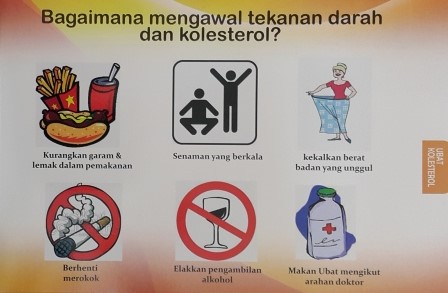 Bagaimana mengawal tekanan darah
dan kolesterol?
Kurangkan garam &
lemak dalam pemakanan
Senaman yang berkala
kekalkan berat
badan yang unggul
UBAT
KOLESTEROL
Berhenti
merokok
Elakkan pengambilan
alkohol
Makan Ubat mengikut
arahan doktor